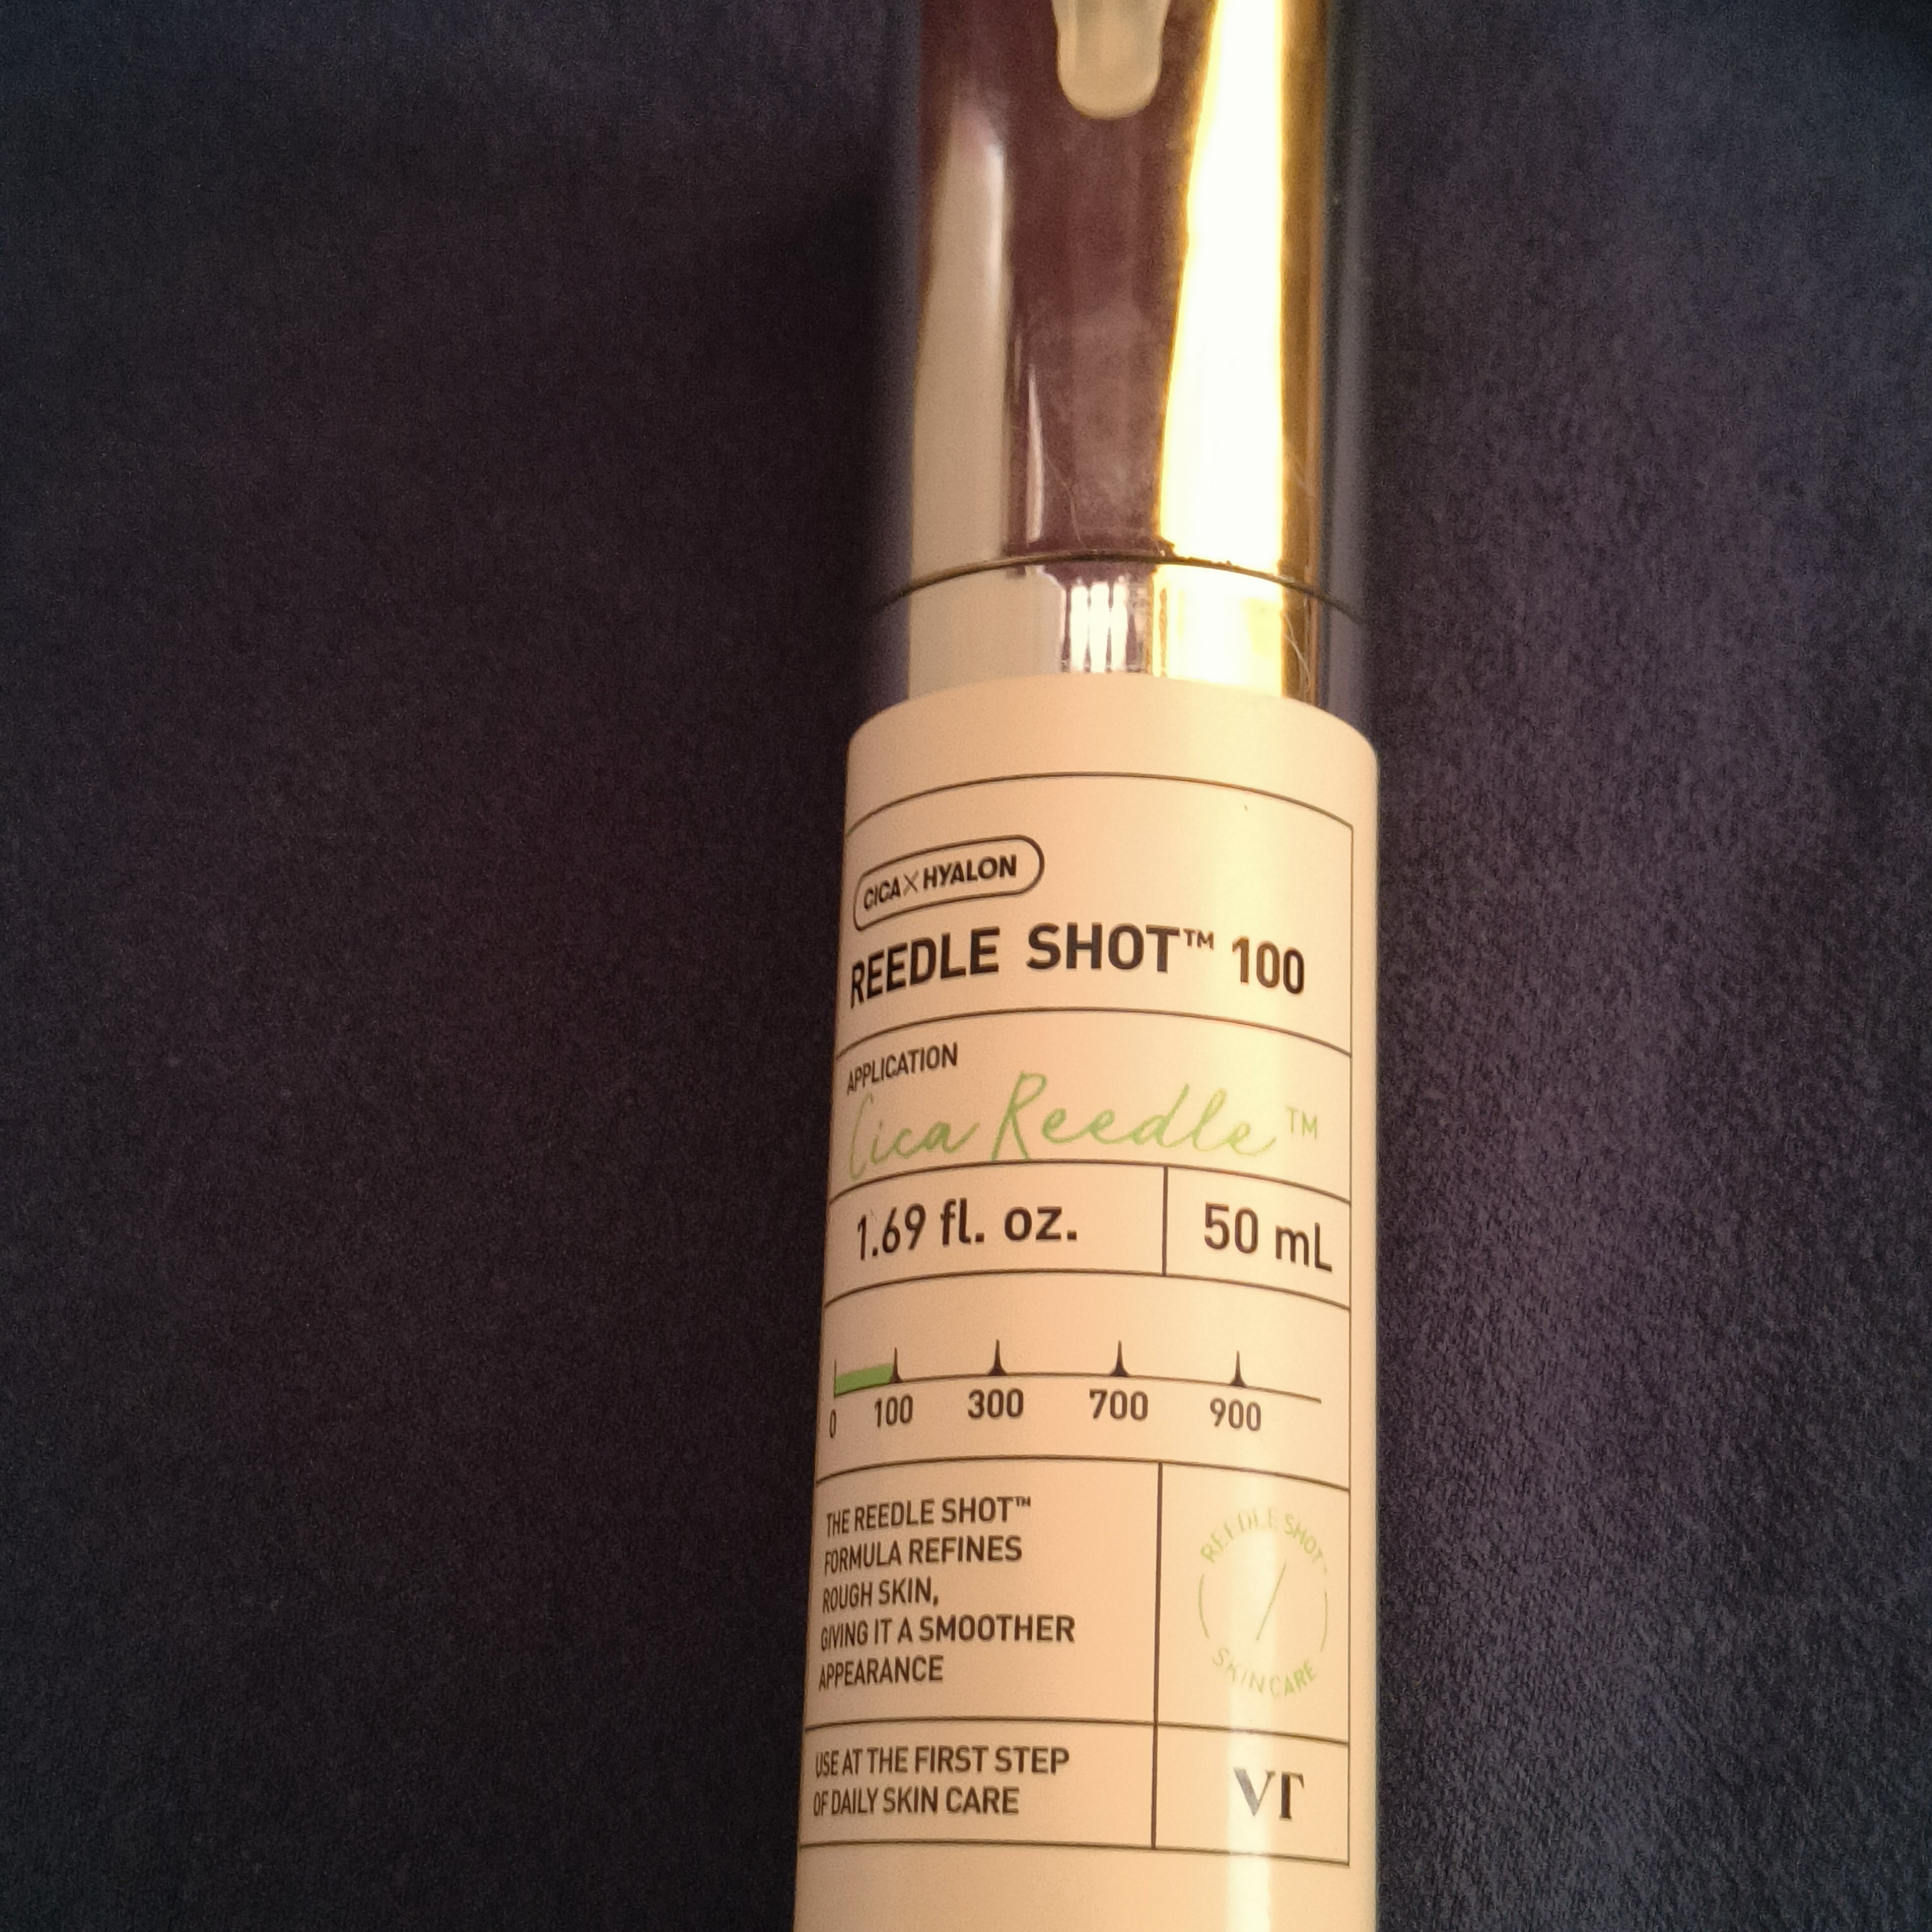 CICA×HYALON
REEDLE SHOT™ 100
APPLICATION
Cica Reedle™
1.69 fl. oz.
50 mL
0 100 300 700 900
THE REEDLE SHOT™
FORMULA REFINES
ROUGH SKIN,
GIVING IT A SMOOTHER
APPEARANCE
REEDLE SHOT™
SKINCARE
USE AT THE FIRST STEP
OF DAILY SKIN CARE
VT